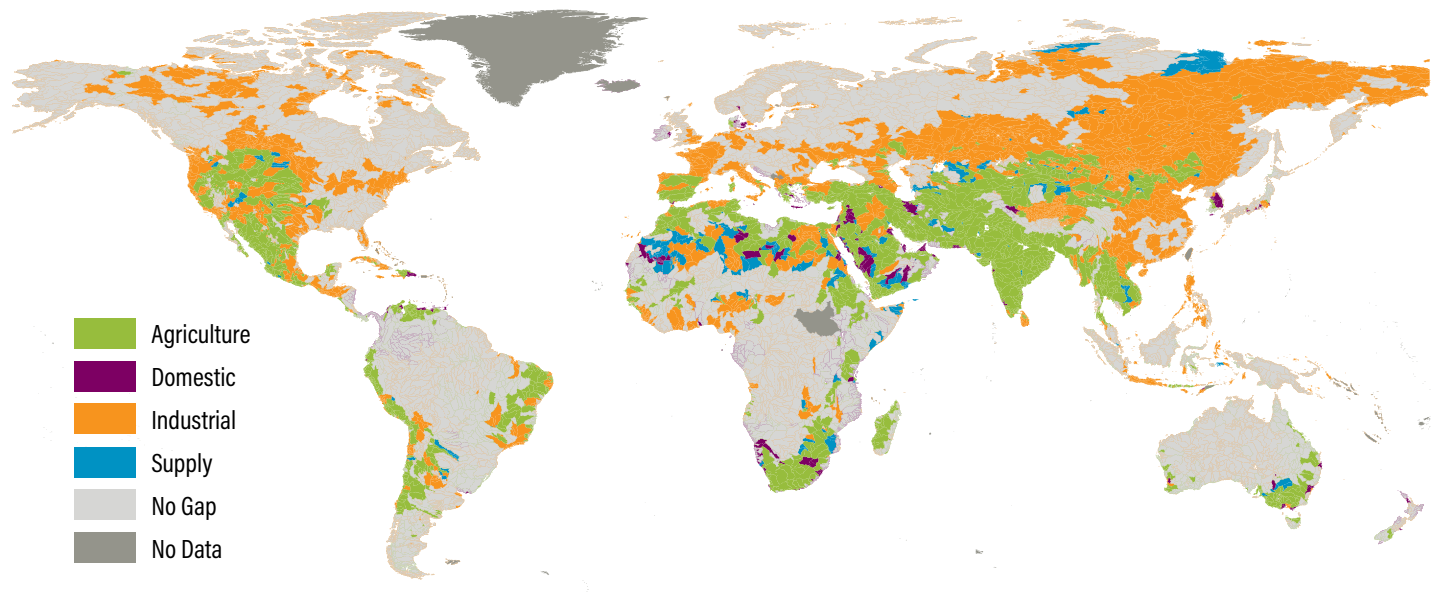 Agriculture
Domestic
Industrial
Supply
No Gap
No Data